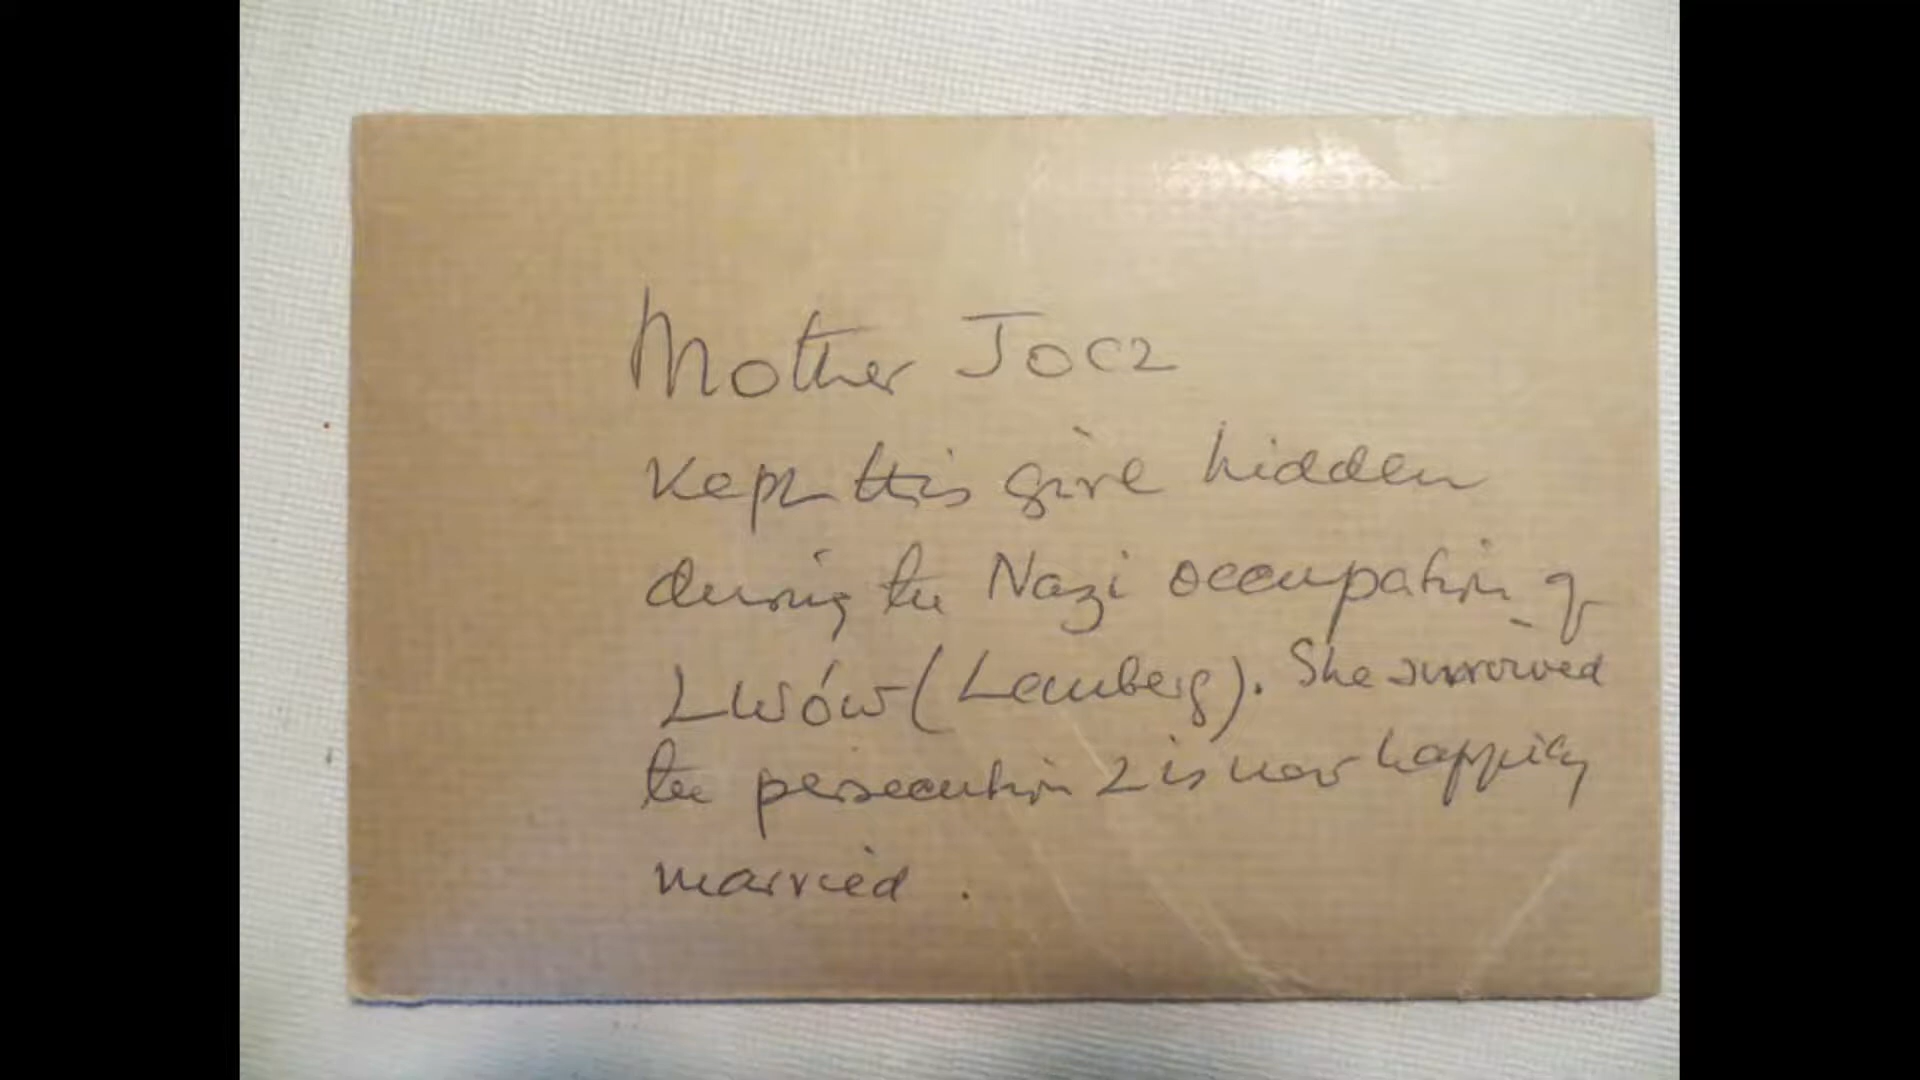 Mother Jocz
Kept this girl hidden
during the Nazi occupation of
Lwów (Lemberg). She survived
the persecution & is now happily
married.